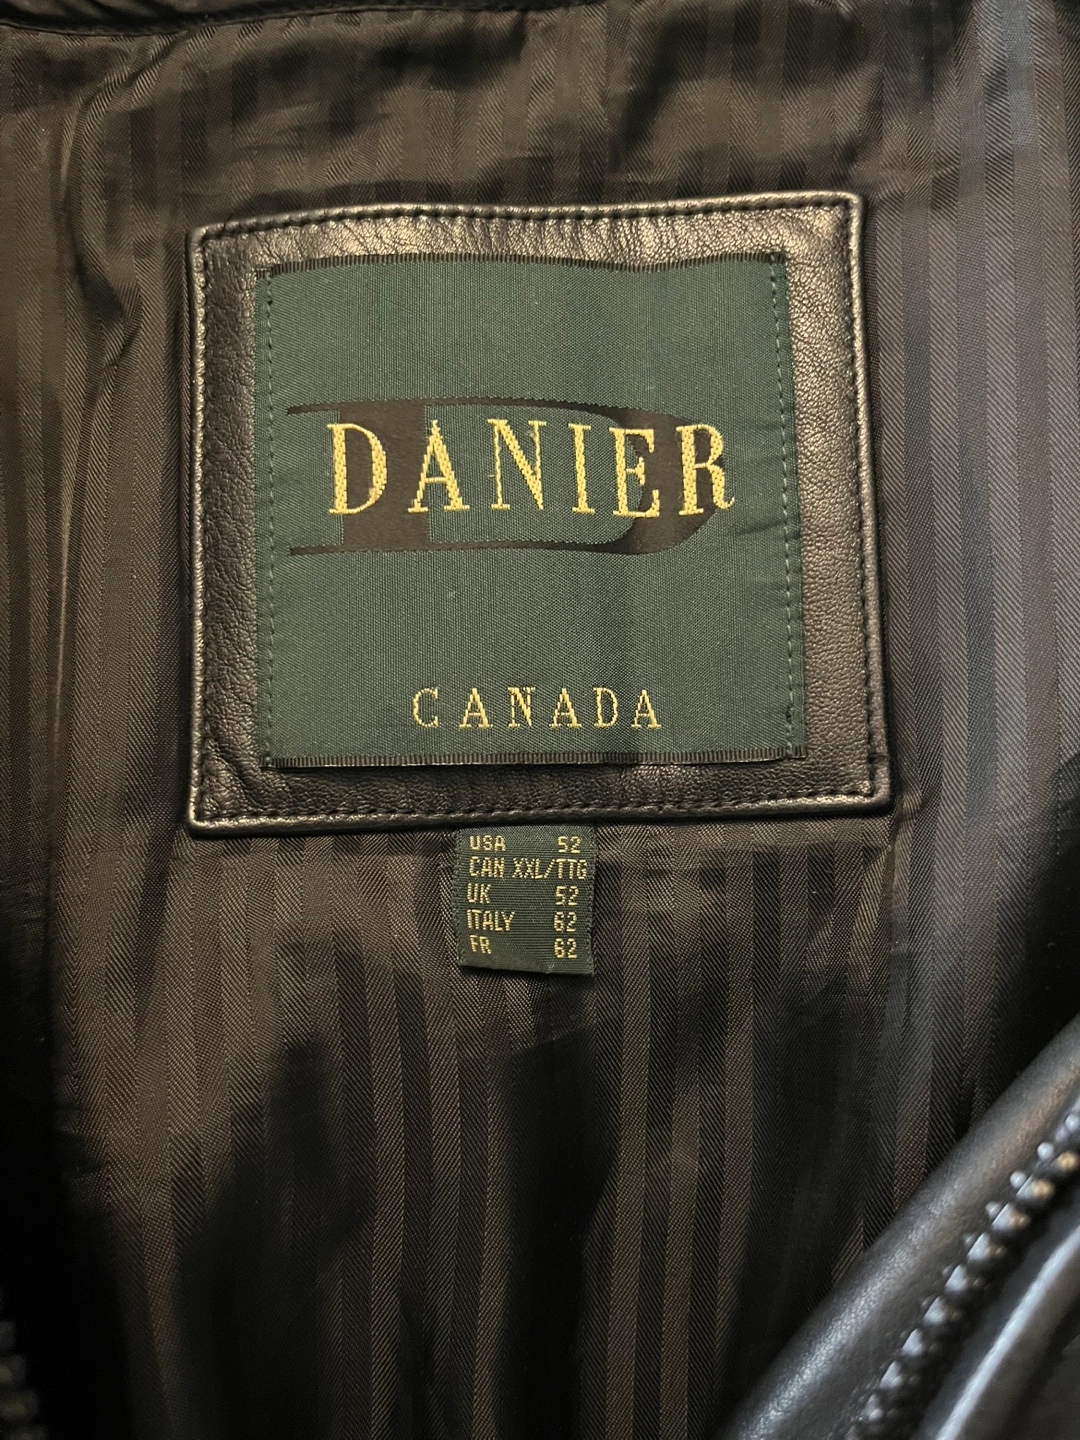 DANIER
CANADA
USA 52
CAN XXL/TTG
UK 52
ITALY 62
FR 62